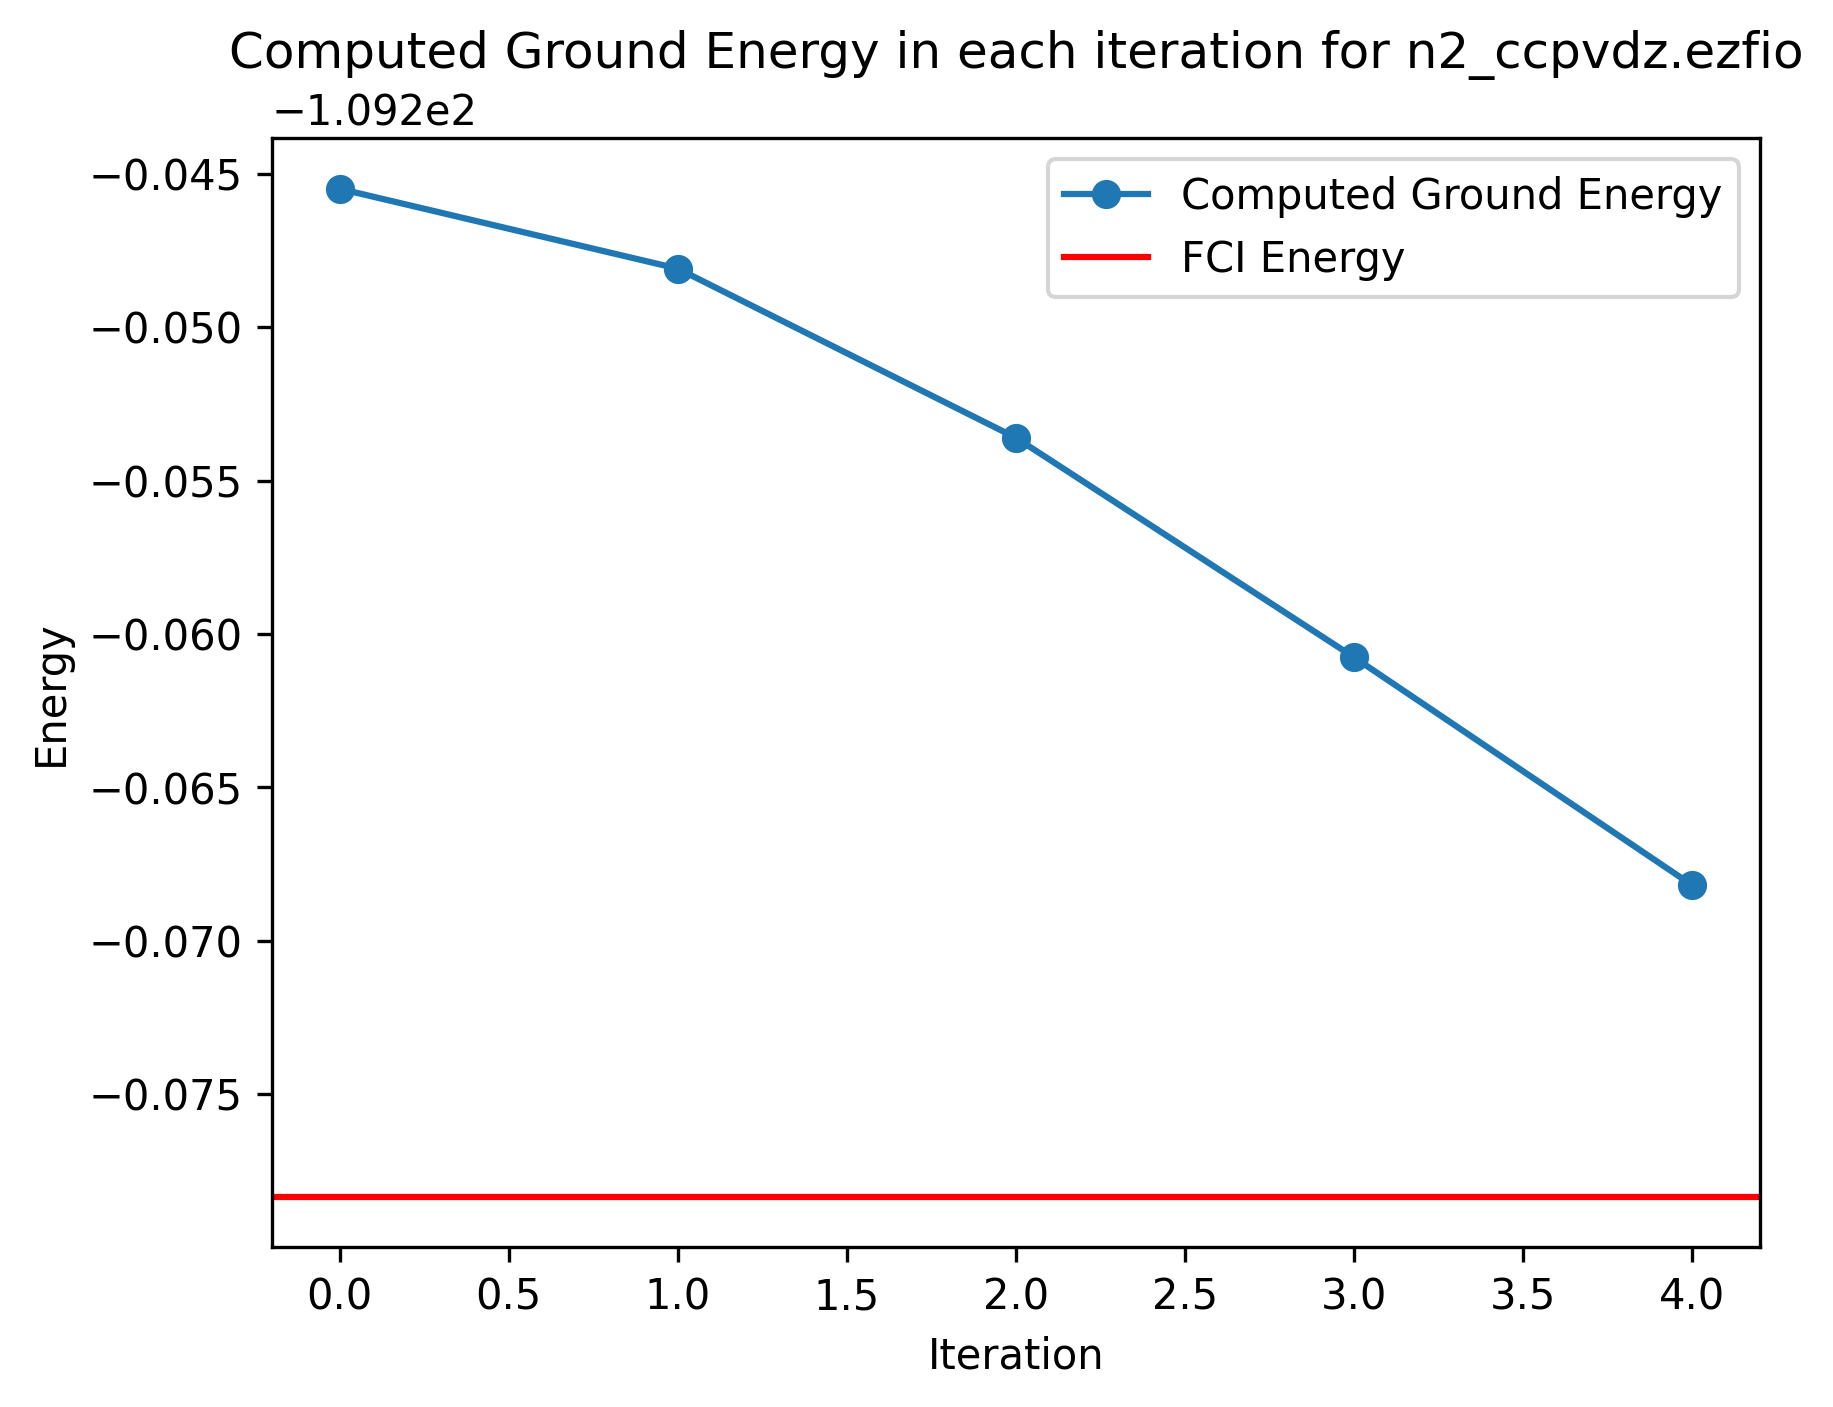 Computed Ground Energy in each iteration for n2_ccpvdz.ezfio
−1.092e2
Computed Ground Energy
FCI Energy
−0.045
−0.050
−0.055
−0.060
−0.065
−0.070
−0.075
Energy
0.0 0.5 1.0 1.5 2.0 2.5 3.0 3.5 4.0
Iteration